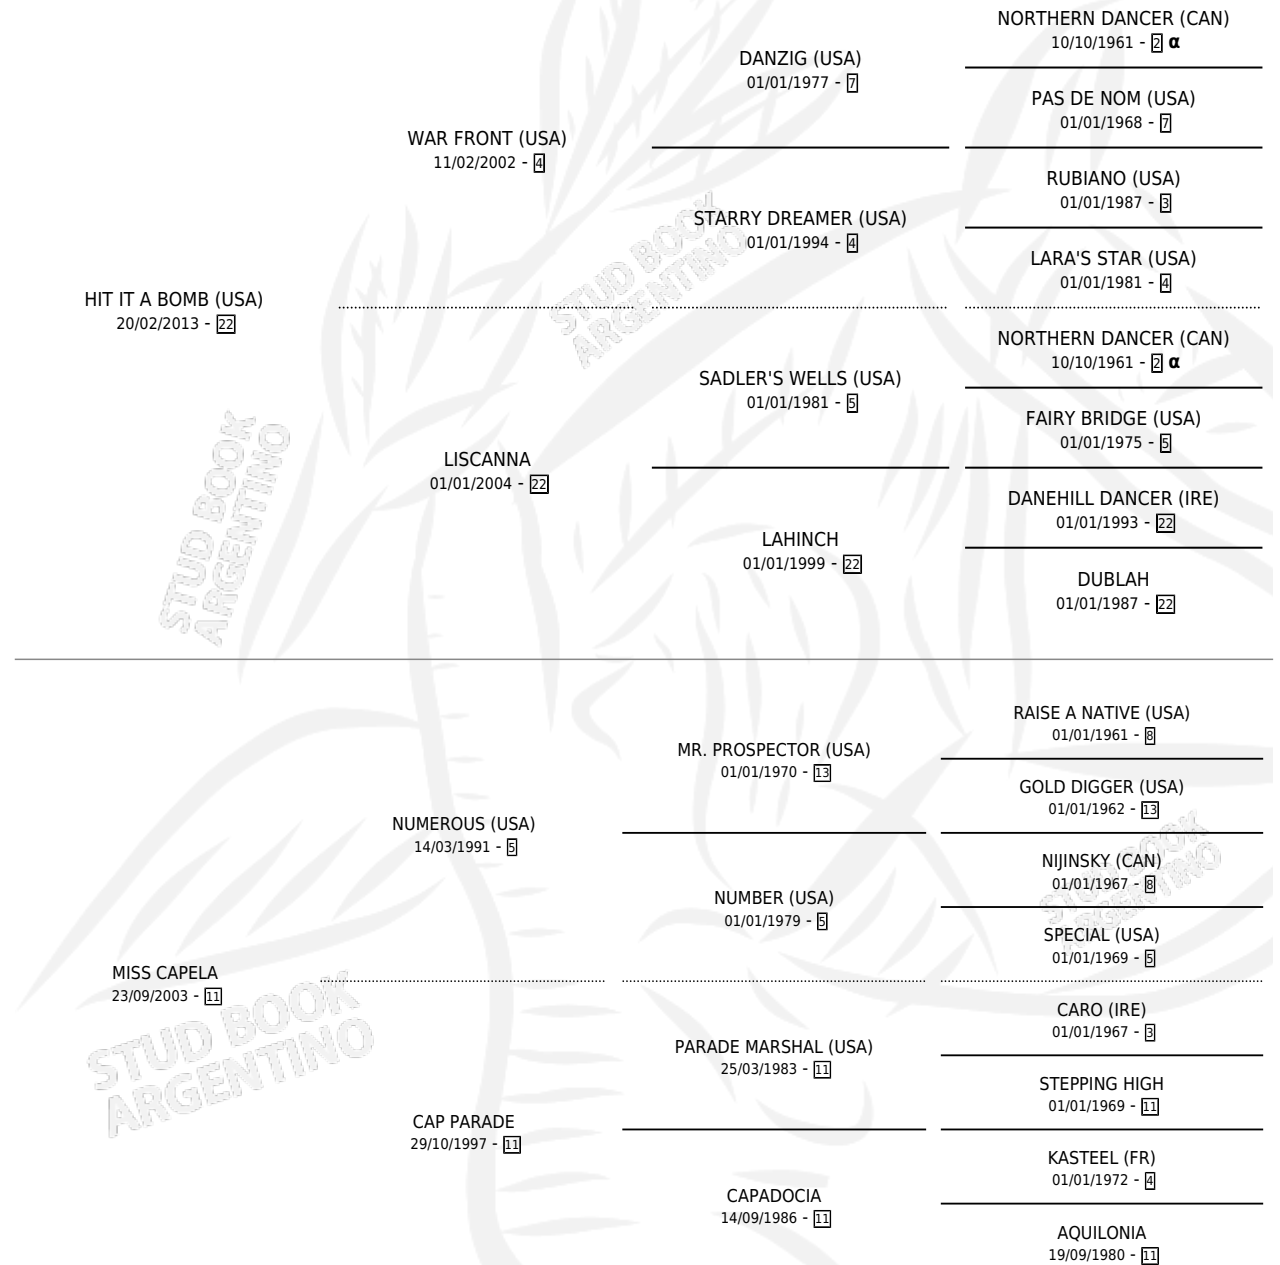 NORTHERN DANCER (CAN)
10/10/1961 - 2 α
DANZIG (USA)
01/01/1977 - 7
PAS DE NOM (USA)
01/01/1968 - 7
WAR FRONT (USA)
11/02/2002 - 4
RUBIANO (USA)
01/01/1987 - 3
STARRY DREAMER (USA)
01/01/1994 - 4
LARA'S STAR (USA)
01/01/1981 - 4
HIT IT A BOMB (USA)
20/02/2013 - 22
NORTHERN DANCER (CAN)
10/10/1961 - 2 α
SADLER'S WELLS (USA)
01/01/1981 - 5
FAIRY BRIDGE (USA)
01/01/1975 - 5
LISCANNA
01/01/2004 - 22
DANEHILL DANCER (IRE)
01/01/1993 - 22
LAHINCH
01/01/1999 - 22
DUBLAH
01/01/1987 - 22
RAISE A NATIVE (USA)
01/01/1961 - 8
MR. PROSPECTOR (USA)
01/01/1970 - 13
GOLD DIGGER (USA)
01/01/1962 - 13
NUMEROUS (USA)
14/03/1991 - 5
NIJINSKY (CAN)
01/01/1967 - 8
NUMBER (USA)
01/01/1979 - 5
SPECIAL (USA)
01/01/1969 - 5
MISS CAPELA
23/09/2003 - 11
CARO (IRE)
01/01/1967 - 3
PARADE MARSHAL (USA)
25/03/1983 - 11
STEPPING HIGH
01/01/1969 - 11
CAP PARADE
29/10/1997 - 11
KASTEEL (FR)
01/01/1972 - 4
CAPADOCIA
14/09/1986 - 11
AQUILONIA
19/09/1980 - 11
STUD BOOK
ARGENTINO
STUD BOOK
ARGENTINO
STUD BOOK
ARGENTINO
STUD BOOK
ARGENTINO